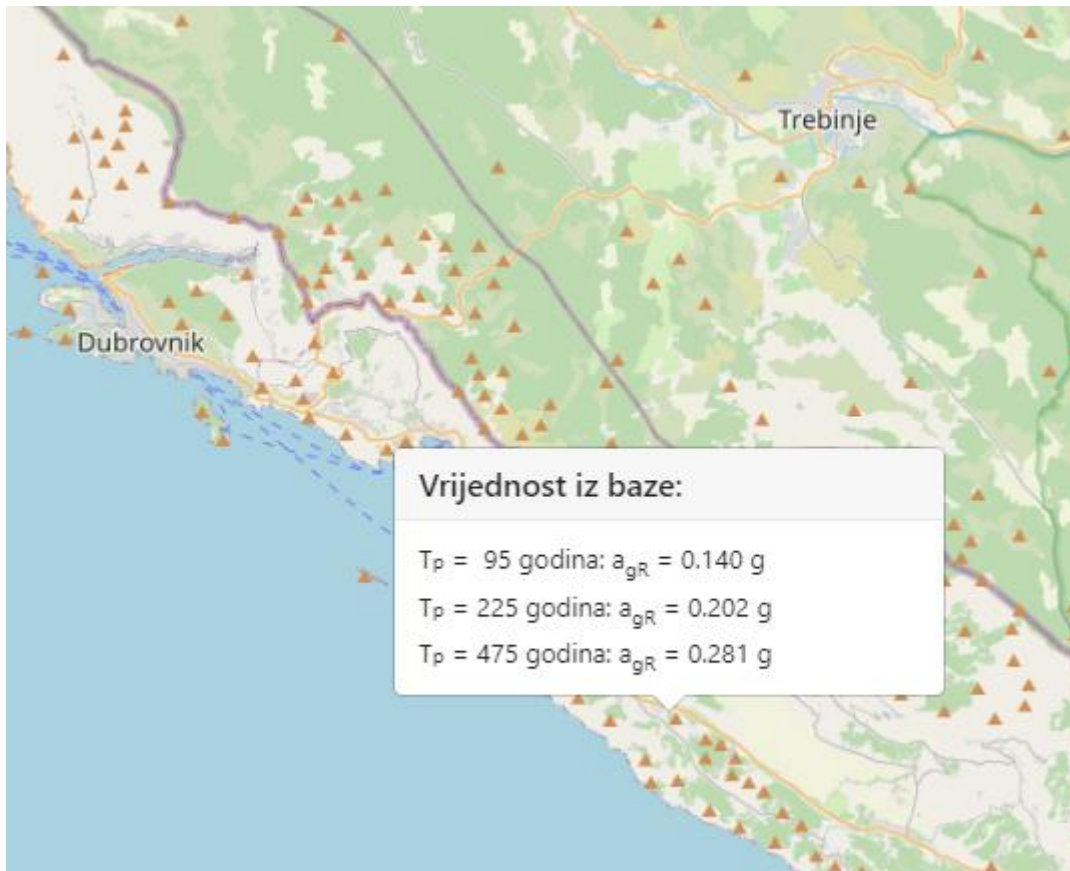 Trebinje
Dubrovnik
Vrijednost iz baze:
Tp = 95 godina: agR = 0.140 g
Tp = 225 godina: agR = 0.202 g
Tp = 475 godina: agR = 0.281 g